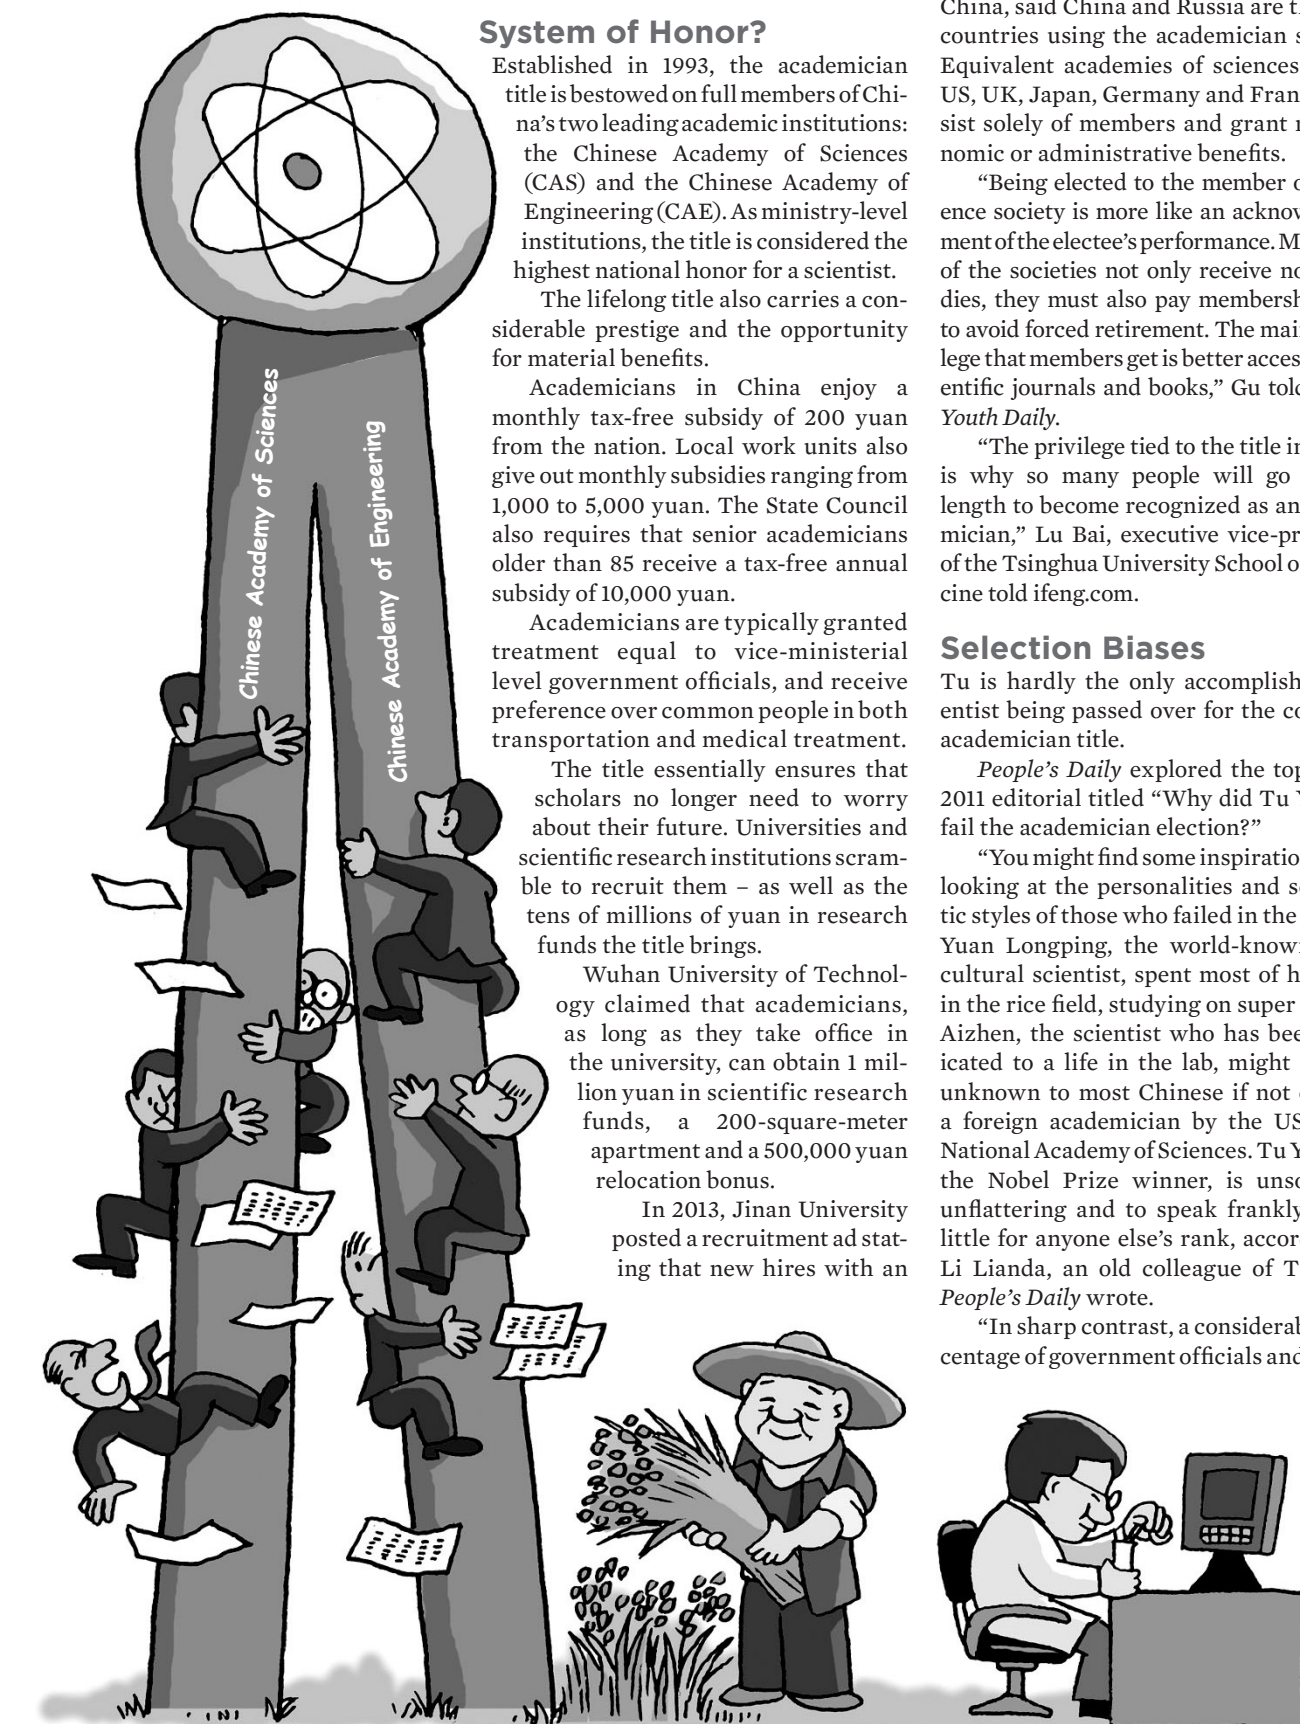 Chinese Academy of Sciences
Chinese Academy of Engineering
System of Honor?
Established in 1993, the academician
title is bestowed on full members of Chi-
na’s two leading academic institutions:
the Chinese Academy of Sciences
(CAS) and the Chinese Academy of
Engineering (CAE). As ministry-level
institutions, the title is considered the
highest national honor for a scientist.
The lifelong title also carries a con-
siderable prestige and the opportunity
for material benefits.
Academicians in China enjoy a
monthly tax-free subsidy of 200 yuan
from the nation. Local work units also
give out monthly subsidies ranging from
1,000 to 5,000 yuan. The State Council
also requires that senior academicians
older than 85 receive a tax-free annual
subsidy of 10,000 yuan.
Academicians are typically granted
treatment equal to vice-ministerial
level government officials, and receive
preference over common people in both
transportation and medical treatment.
The title essentially ensures that
scholars no longer need to worry
about their future. Universities and
scientific research institutions scram-
ble to recruit them – as well as the
tens of millions of yuan in research
funds the title brings.
Wuhan University of Technol-
ogy claimed that academicians,
as long as they take office in
the university, can obtain 1 mil-
lion yuan in scientific research
funds, a 200-square-meter
apartment and a 500,000 yuan
relocation bonus.
In 2013, Jinan University
posted a recruitment ad stat-
ing that new hires with an
China, said China and Russia are
countries using the academician
Equivalent academies of sciences
US, UK, Japan, Germany and Fran
sist solely of members and grant
nomic or administrative benefits.
“Being elected to the member
ence society is more like an acknow
ment of the electee’s performance. M
of the societies not only receive no
dies, they must also pay membersh
to avoid forced retirement. The mai
lege that members get is better acces
entific journals and books,” Gu told
Youth Daily.
“The privilege tied to the title in
is why so many people will go
length to become recognized as an
mician,” Lu Bai, executive vice-pr
of the Tsinghua University School o
cine told ifeng.com.
Selection Biases
Tu is hardly the only accomplish
entist being passed over for the co
academician title.
People’s Daily explored the top
2011 editorial titled “Why did Tu Y
fail the academician election?”
“You might find some inspiratio
looking at the personalities and s
tic styles of those who failed in the
Yuan Longping, the world-know
cultural scientist, spent most of h
in the rice field, studying on super
Aizhen, the scientist who has bee
icated to a life in the lab, might
unknown to most Chinese if not
a foreign academician by the US
National Academy of Sciences. Tu Y
the Nobel Prize winner, is unso
unflattering and to speak frankly
little for anyone else’s rank, accor
Li Lianda, an old colleague of T
People’s Daily wrote.
“In sharp contrast, a considerab
centage of government officials and